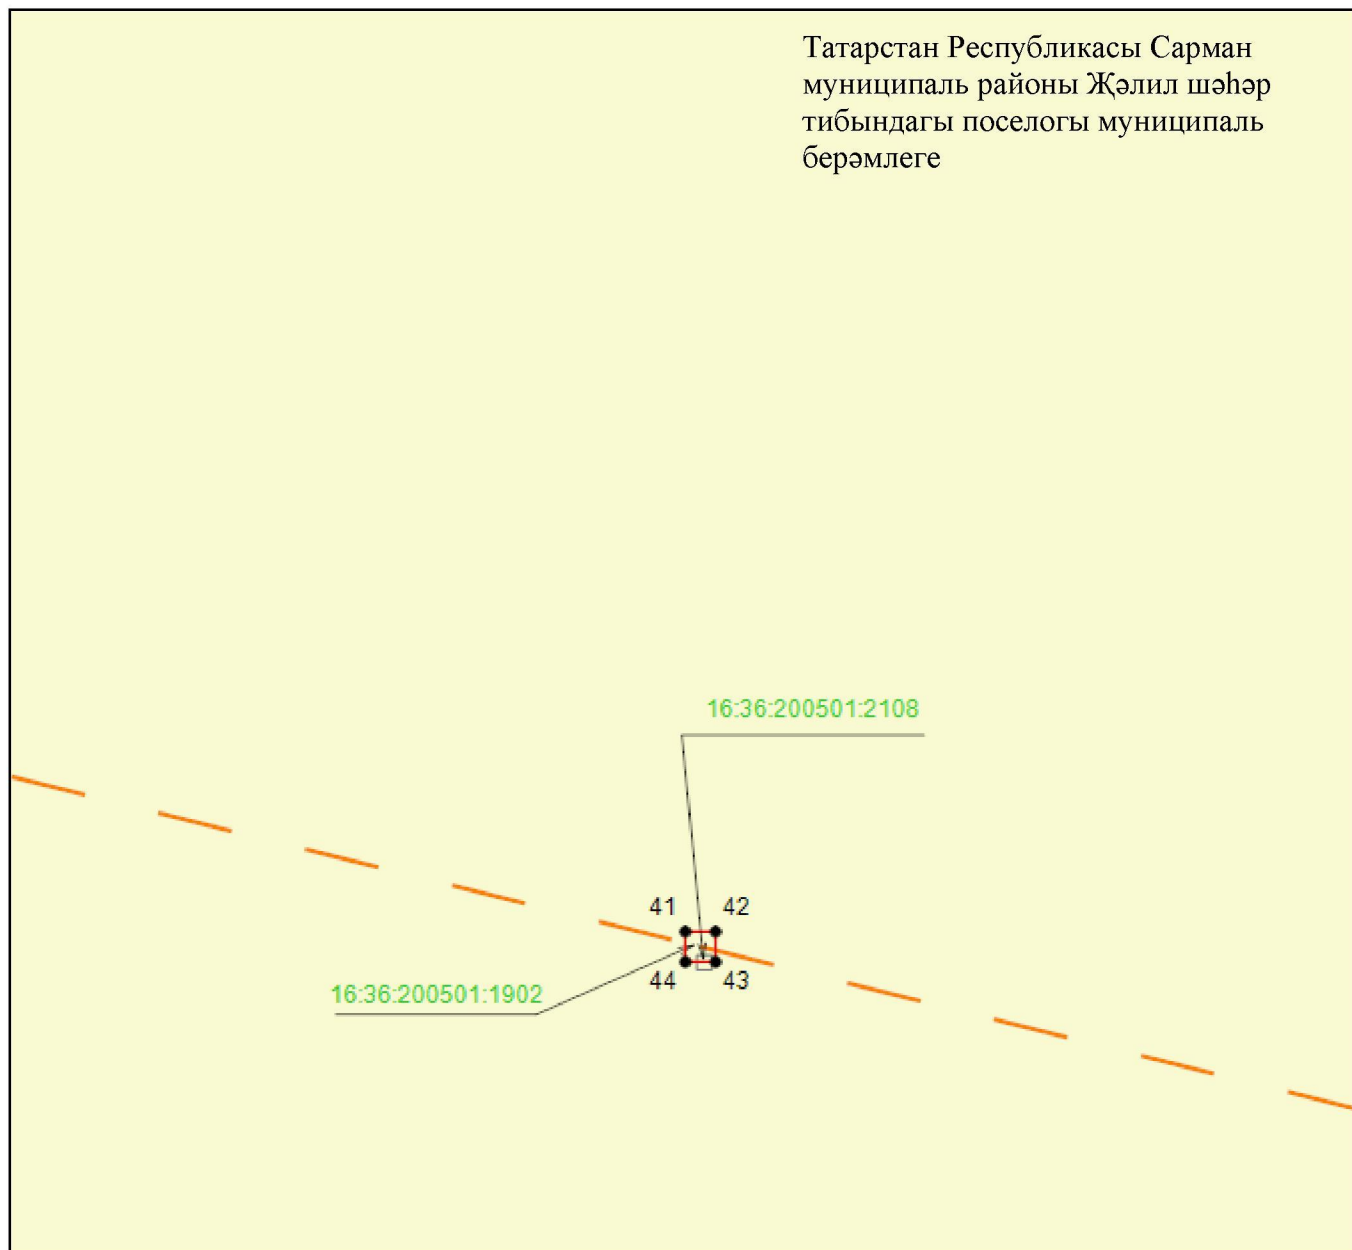 Татарстан Республикасы Сарман
муниципаль районы Җәлил шәһәр
тибындагы поселогы муниципаль
берәмлеге
16:36:200501:2108
41 42
44 43
16:36:200501:1902